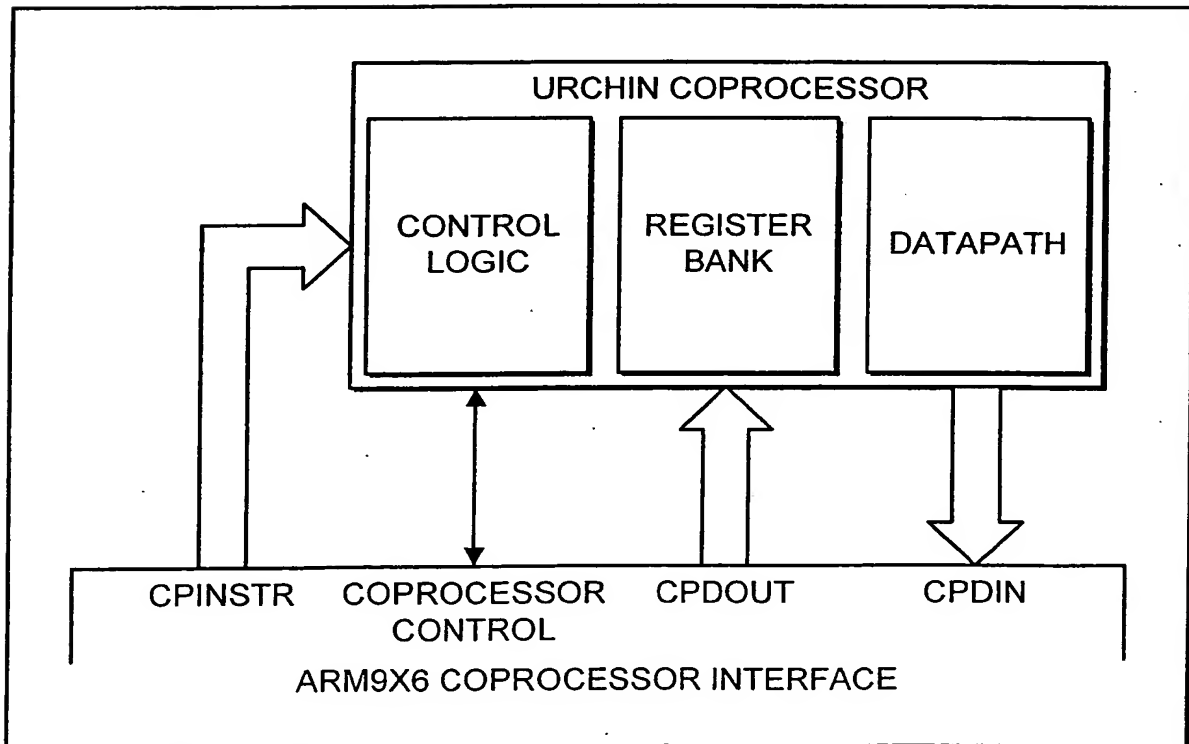 URCHIN COPROCESSOR
CONTROL
LOGIC
REGISTER
BANK
DATAPATH
CPINSTR
COPROCESSOR
CONTROL
CPDOUT
CPDIN
ARM9X6 COPROCESSOR INTERFACE